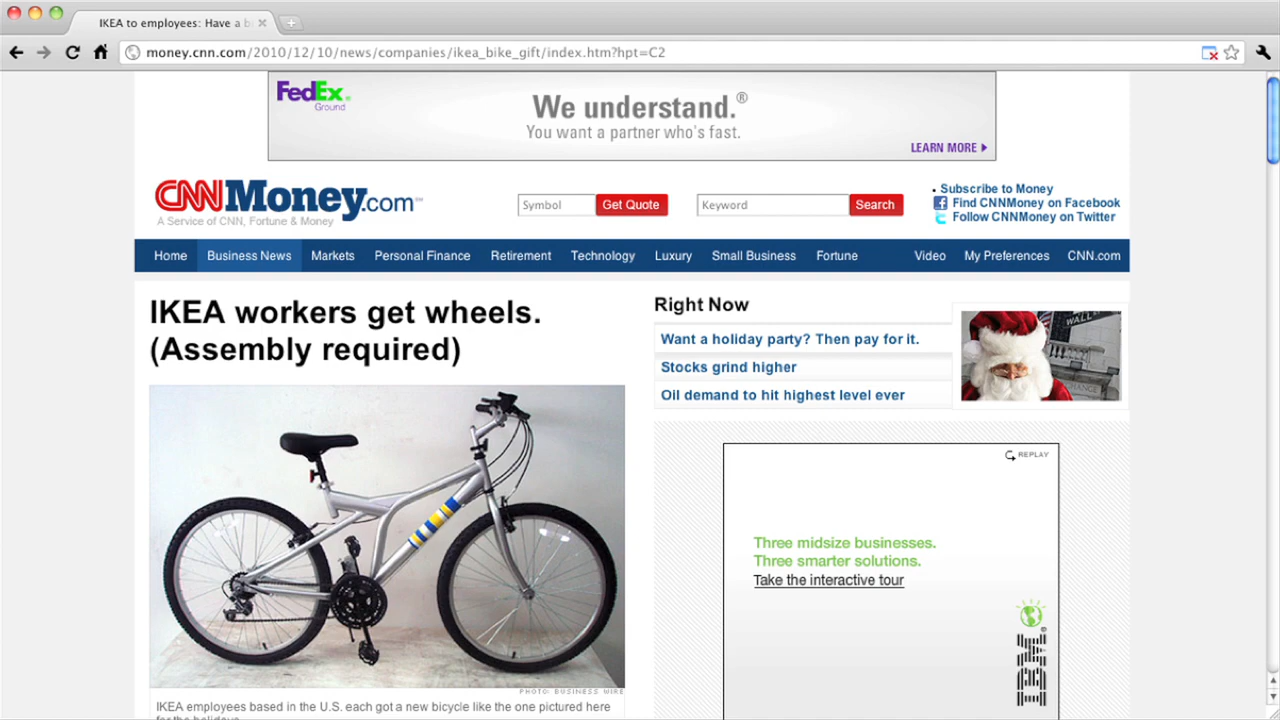 IKEA to employees: Have a b
money.cnn.com/2010/12/10/news/companies/ikea_bike_gift/index.htm?hpt=C2
FedEx
Ground
We understand.®
You want a partner who's fast.
LEARN MORE
CNNMoney.com
A Service of CNN, Fortune & Money
Symbol
Get Quote
Keyword
Search
Subscribe to Money
Find CNNMoney on Facebook
Follow CNNMoney on Twitter
Home
Business News
Markets
Personal Finance
Retirement
Technology
Luxury
Small Business
Fortune
Video
My Preferences
CNN.com
IKEA workers get wheels.
(Assembly required)
PHOTO: BUSINESS WIRE
IKEA employees based in the U.S. each got a new bicycle like the one pictured here
for the holidays
Right Now
Want a holiday party? Then pay for it.
Stocks grind higher
Oil demand to hit highest level ever
WALL
REPLAY
Three midsize businesses.
Three smarter solutions.
Take the interactive tour
IBM®